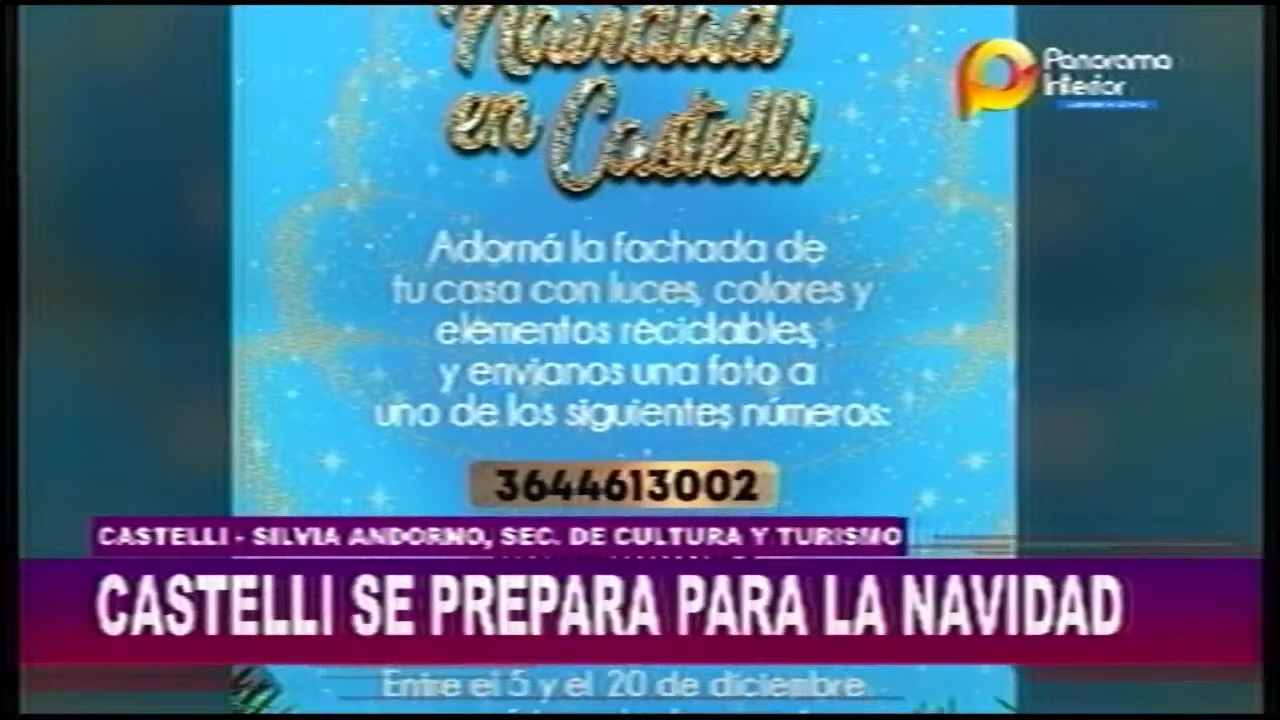 Navidad
en Castelli
Panorama
Interior
Adorná la fachada de
tu casa con luces, colores y
elementos reciclables,
y envianos una foto a
uno de los siguientes números:
3644613002
CASTELLI - SILVIA ANDORNO, SEC. DE CULTURA Y TURISMO
CASTELLI SE PREPARA PARA LA NAVIDAD
Entre el 5 y el 20 de diciembre